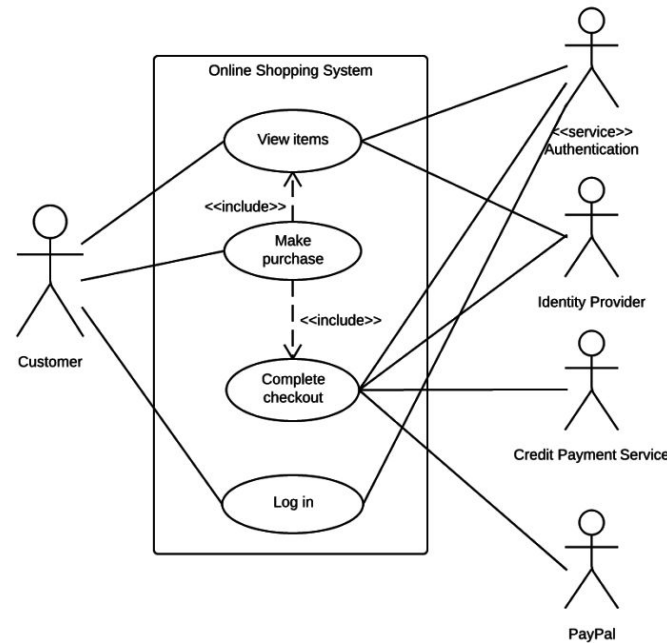 Online Shopping System
View items
<<service>>
Authentication
<<include>>
Make
purchase
Identity Provider
<<include>>
Customer
Complete
checkout
Credit Payment Service
Log in
PayPal